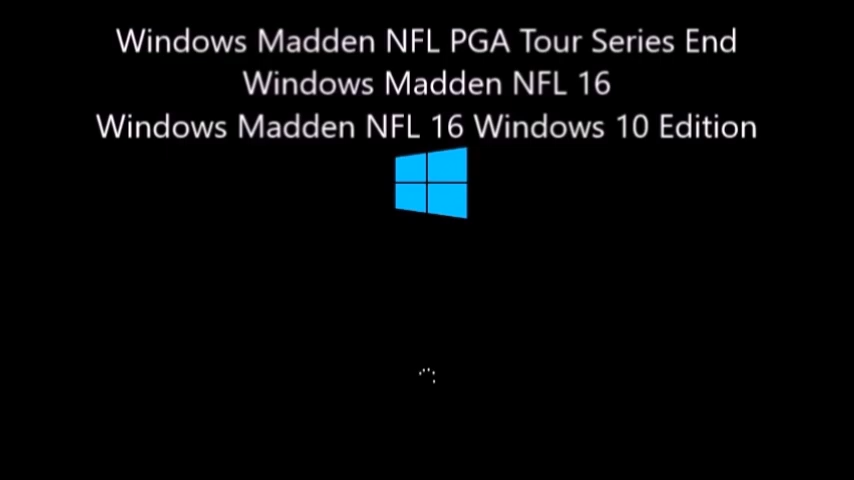 Windows Madden NFL PGA Tour Series End
Windows Madden NFL 16
Windows Madden NFL 16 Windows 10 Edition